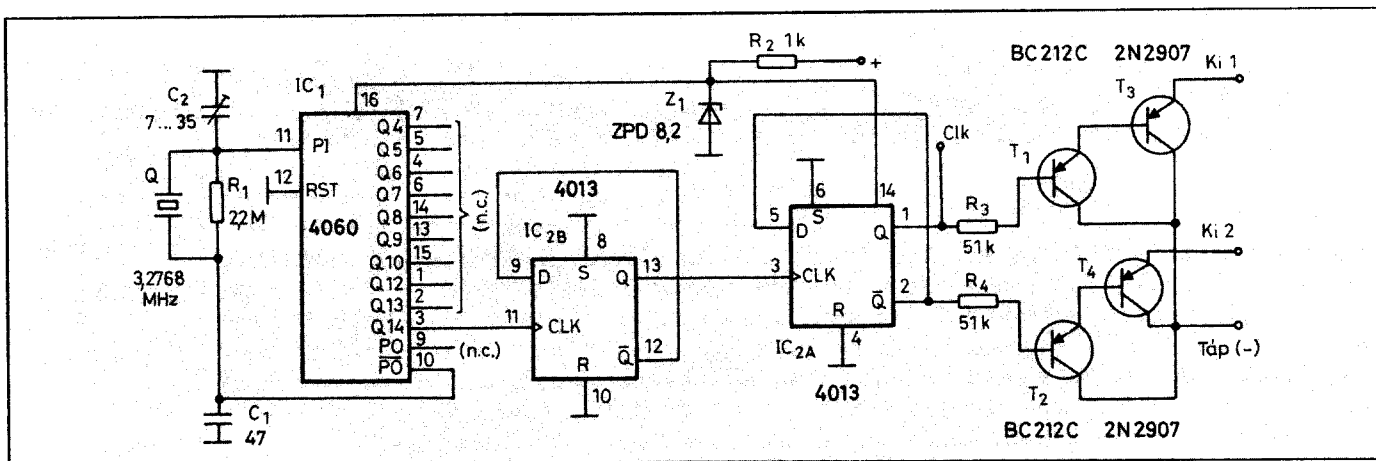 R2 1k
+
BC212C 2N2907
Ki 1
T3
IC1
16
C2
7...35
11
PI
12
RST
4060
Q
R1
2,2M
3,2768
MHz
Q4 7
Q5 5
Q6 4
Q7 6
Q8 14
Q9 13
Q10 15
Q12 1
Q13 2
Q14 3
PO 9
P̅O̅ 10
(n.c.)
(n.c.)
C1
47
4013
IC2B
8
9
D
S
Q
13
11
CLK
Q̅
12
R
10
Z1
ZPD 8,2
Clk
6
14
5
D
S
Q
1
3
CLK
Q̅
2
R
4
IC2A
4013
R3
51k
R4
51k
T1
T4
Ki 2
T2
Táp (-)
BC212C 2N2907